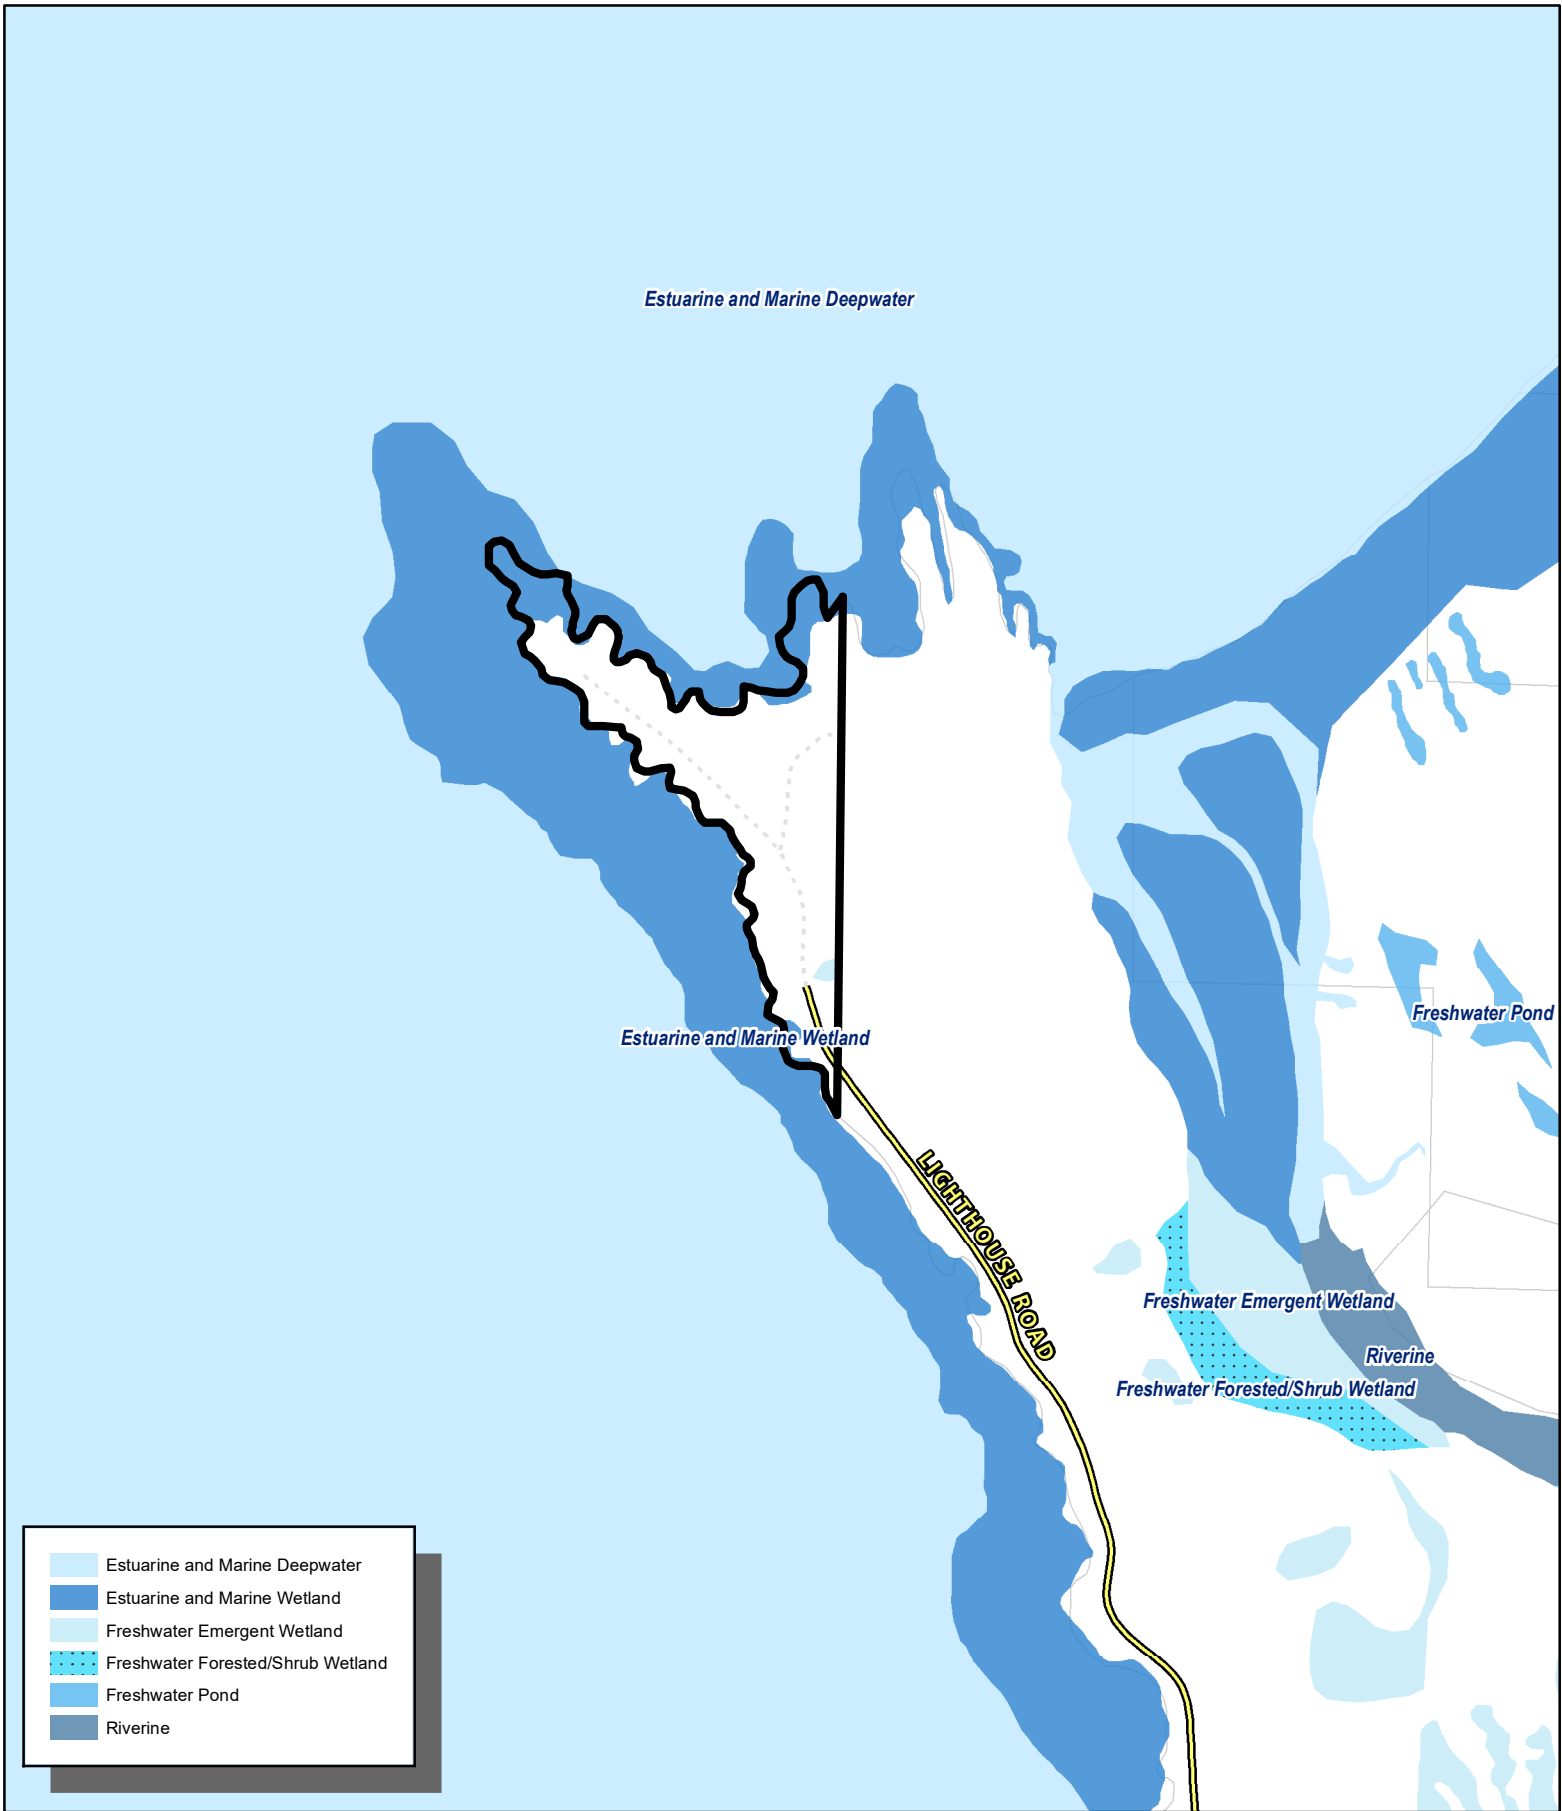 Estuarine and Marine Deepwater
Freshwater Pond
Estuarine and Marine Wetland
LIGHTHOUSE ROAD
Freshwater Emergent Wetland
Riverine
Freshwater Forested/Shrub Wetland
Estuarine and Marine Deepwater
Estuarine and Marine Wetland
Freshwater Emergent Wetland
Freshwater Forested/Shrub Wetland
Freshwater Pond
Riverine